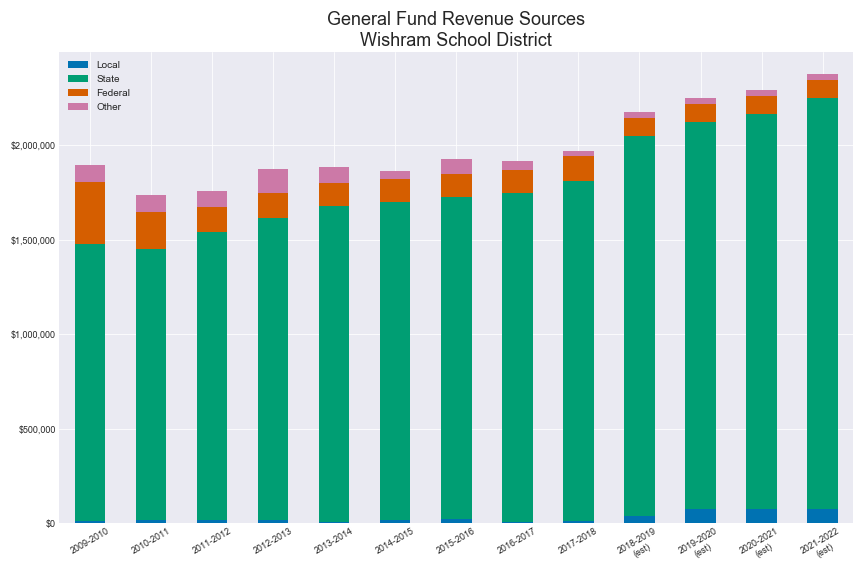 General Fund Revenue Sources
Wishram School District
Local
State
Federal
Other
$2,000,000
$1,500,000
$1,000,000
$500,000
$0
2009-2010
2010-2011
2011-2012
2012-2013
2013-2014
2014-2015
2015-2016
2016-2017
2017-2018
2018-2019
(est)
2019-2020
(est)
2020-2021
(est)
2021-2022
(est)